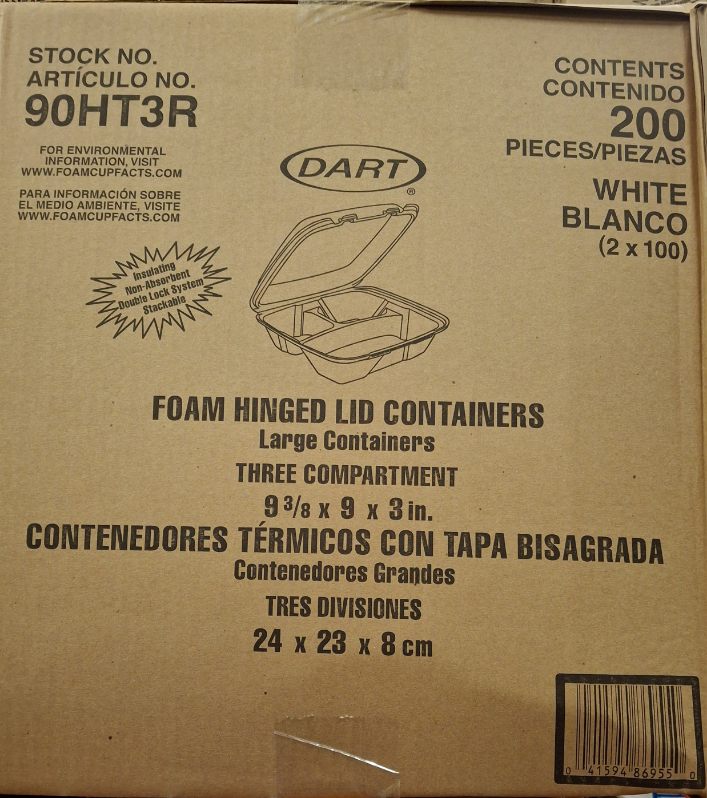 STOCK NO.
ARTÍCULO NO.
90HT3R
FOR ENVIRONMENTAL
INFORMATION, VISIT
WWW.FOAMCUPFACTS.COM
PARA INFORMACIÓN SOBRE
EL MEDIO AMBIENTE, VISITE
WWW.FOAMCUPFACTS.COM
CONTENTS
CONTENIDO
200
PIECES/PIEZAS
WHITE
BLANCO
(2 x 100)
DART®
Insulating
Non-Absorbent
Double Lock System
Stackable
FOAM HINGED LID CONTAINERS
Large Containers
THREE COMPARTMENT
9 3/8 x 9 x 3 in.
CONTENEDORES TÉRMICOS CON TAPA BISAGRADA
Contenedores Grandes
TRES DIVISIONES
24 x 23 x 8 cm
0 41594 86955 0